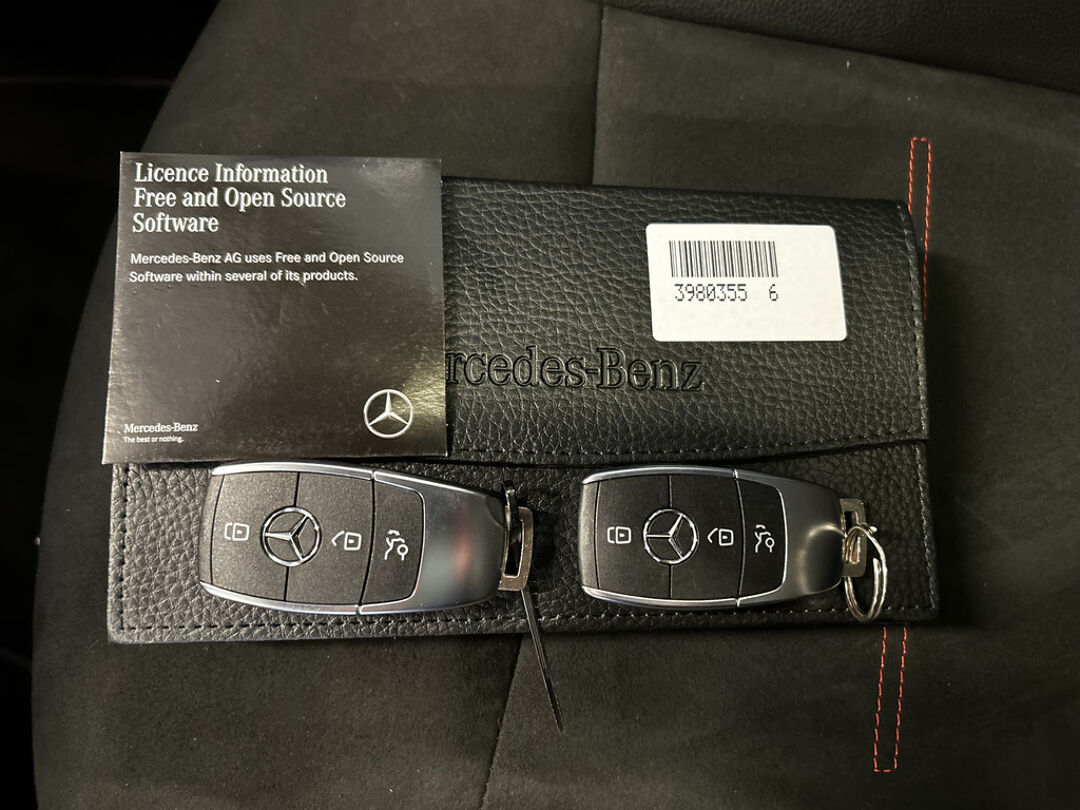 Licence Information
Free and Open Source
Software
Mercedes-Benz AG uses Free and Open Source
Software within several of its products.
Mercedes-Benz
The best or nothing.
3980355 6
rcedes-Benz